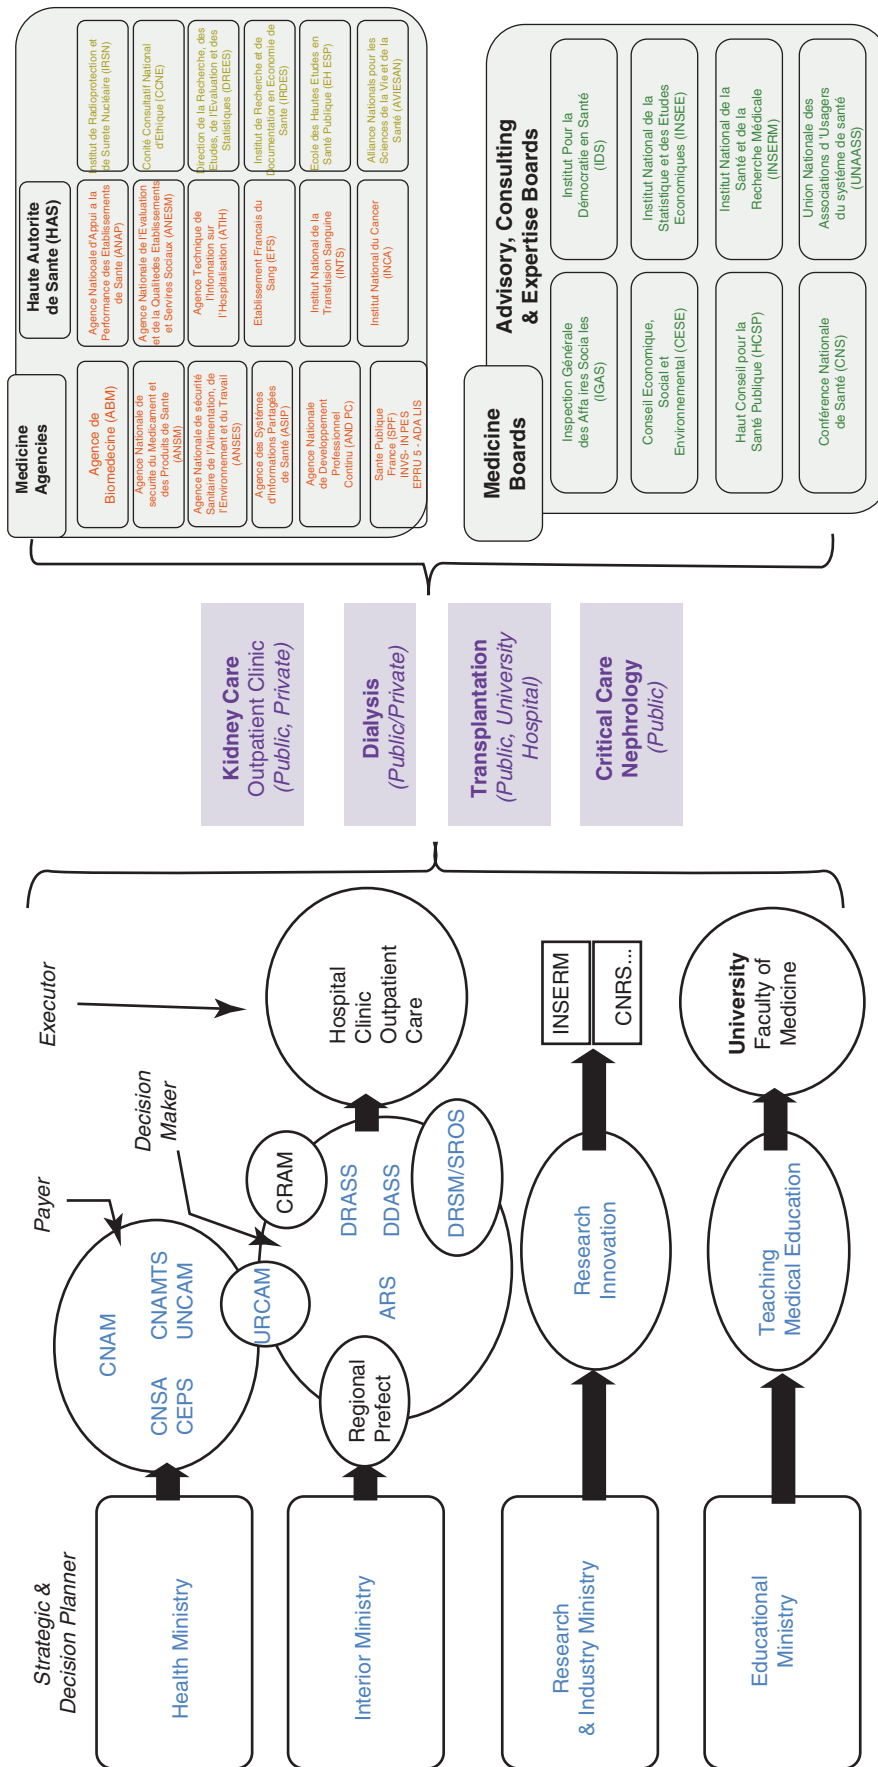 Strategic &
Decision Planner
Payer
Decision
Maker
Executor
Health Ministry
CNAM
CNSA
CEPS
CNAMTS
UNCAM
URCAM
Interior Ministry
Regional
Prefect
ARS
CRAM
DRASS
DDASS
DRSM/SROS
Hospital
Clinic
Outpatient
Care
Research
& Industry Ministry
Research
Innovation
INSERM
CNRS...
Educational
Ministry
Teaching
Medical Education
University
Faculty of
Medicine
Kidney Care
Outpatient Clinic
(Public, Private)
Dialysis
(Public/Private)
Transplantation
(Public, University
Hospital)
Critical Care
Nephrology
(Public)
Medicine
Agencies
Haute Autorite
de Sante (HAS)
Agence de
Biomedecine (ABM)
Agence Nationale de
securite du Medicament et
des Produits de Sante
(ANSM)
Agence Nationale de sécurité
Sanitaire de l'Alimentation, de
l'Environnement et du Travail
(ANSES)
Agence des Systémes
d'Informations Partagées
de Santé (ASIP)
Agence Nationale
de Developpement
Professionnel
Continu (AND PC)
Sante Publique
France (SPF)
INVS- IN PES
EPRU 5 - ADA LIS
Agence Natiooale d'Appui a la
Performance des Etablissements
de Sante (ANAP)
Agence Nationale de l'Evaluation
et de la Qualitedes Etablissements
et Servires Sociaux (ANESM)
Agence Technique de
l'Information sur
l'Hospitalisation (ATIH)
Etablissement Francais du
Sang (EFS)
Institut National de la
Transfusion Sanguine
(INTS)
Institut National du Cancer
(INCA)
Institut de Radioprotection et
de Surete Nucléaire (IRSN)
Conité Consultatif National
d'Ethique (CCNE)
Direction de la Recherche, des
Etudes, de l'Evaluation et des
Statistiques (DREES)
Institut de Recherche et de
Documentation en Economie de
Sante (IRDES)
Ecole des Hautes Etudes en
Santé Publique (EH ESP)
Alliance Nationals pour les
Sciences de la Vie et de la
Santé (AVIESAN)
Medicine
Boards
Advisory, Consulting
& Expertise Boards
Inspection Générale
des Affa ires Socia les
(IGAS)
Conseil Economique,
Social et
Environnemental (CESE)
Haut Conseil pour la
Santé Publique (HCSP)
Conférence Nationale
de Santé (CNS)
Institut Pour la
Démocratie en Santé
(IDS)
Institut National de la
Statistique et des Etudes
Economiques (INSEE)
Institut National de la
Santé et de la
Recherche Médicale
(INSERM)
Union Nationale des
Associations d 'Usagers
du systéme de santé
(UNAASS)